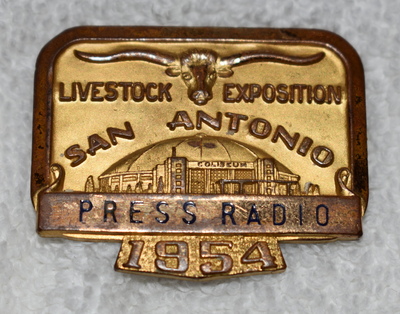 LIVESTOCK EXPOSITION
SAN ANTONIO
COLISEUM
PRESS RADIO
1954